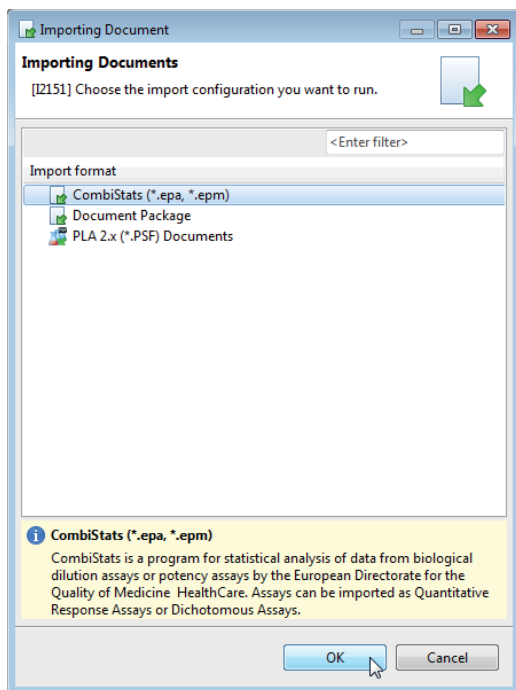 Importing Document
Importing Documents
[I2151] Choose the import configuration you want to run.
<Enter filter>
Import format
CombiStats (*.epa, *.epm)
Document Package
PLA 2.x (*.PSF) Documents
CombiStats (*.epa, *.epm)
CombiStats is a program for statistical analysis of data from biological
dilution assays or potency assays by the European Directorate for the
Quality of Medicine  HealthCare. Assays can be imported as Quantitative
Response Assays or Dichotomous Assays.
OK
Cancel